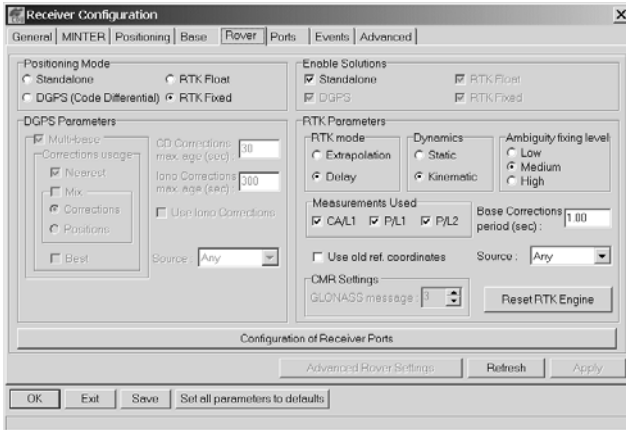 Receiver Configuration
General MINTER Positioning Base Rover Ports Events Advanced
Positioning Mode
Standalone RTK Float
DGPS (Code Differential) RTK Fixed
Enable Solutions
Standalone RTK Float
DGPS RTK Fixed
DGPS Parameters
Multi-base
Corrections usage
Nearest
Mix
Corrections
Positions
Best
CD Corrections
max. age (sec) : 30
Iono Corrections
max. age (sec) : 300
Use Iono Corrections
Source : Any
RTK Parameters
RTK mode
Extrapolation
Delay
Dynamics
Static
Kinematic
Ambiguity fixing level:
Low
Medium
High
Measurements Used
CA/L1 P/L1 P/L2
Base Corrections
period (sec) : 1.00
Use old ref. coordinates
Source : Any
CMR Settings
GLONASS message : 3
Reset RTK Engine
Configuration of Receiver Ports
Advanced Rover Settings Refresh Apply
OK Exit Save Set all parameters to defaults